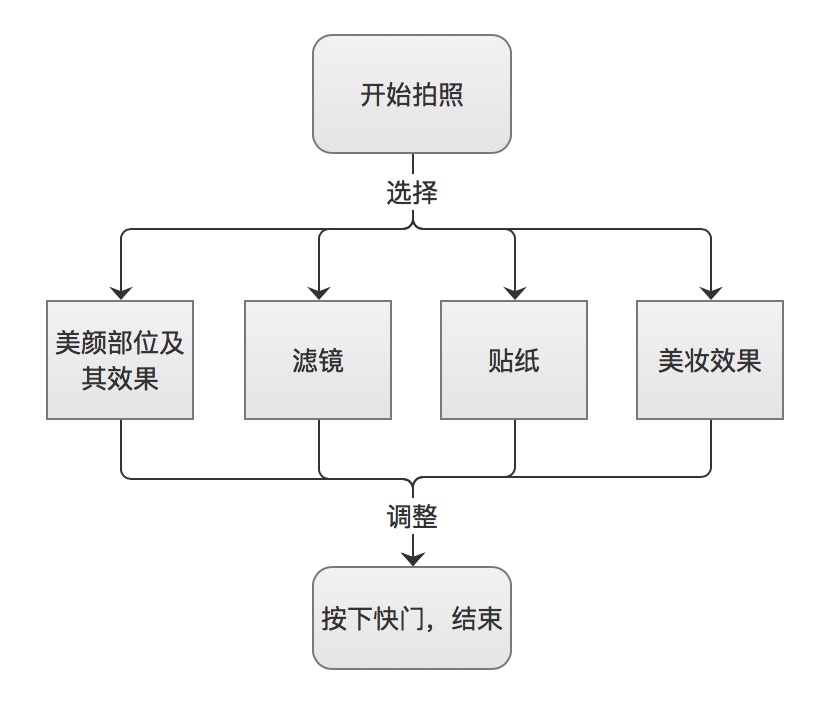 开始拍照
选择
美颜部位及
其效果
滤镜
贴纸
美妆效果
调整
按下快门，结束